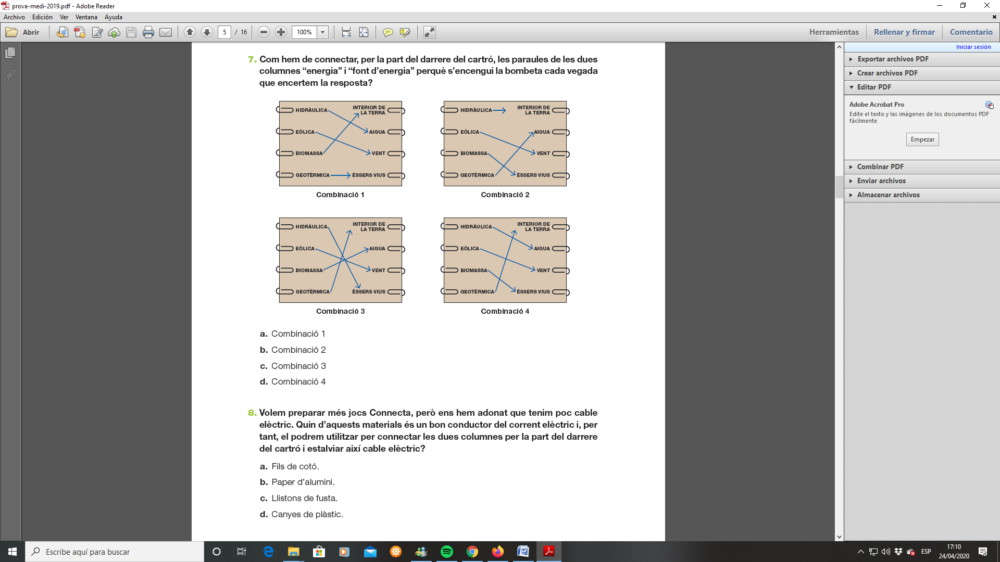 prova-medi-2019.pdf - Adobe Reader
Archivo Edición Ver Ventana Ayuda
Abrir 5 / 16 100% Herramientas Rellenar y firmar Comentario
Iniciar sesión
Exportar archivos PDF
Crear archivos PDF
Editar PDF
Adobe Acrobat Pro
Edite el texto y las imágenes de los documentos PDF
fácilmente
Empezar
Combinar PDF
Enviar archivos
Almacenar archivos
7. Com hem de connectar, per la part del darrere del cartró, les paraules de les dues
columnes “energia” i “font d’energia” perquè s’encengui la bombeta cada vegada
que encertem la resposta?
HIDRÀULICA INTERIOR DE
LA TERRA
EÒLICA AIGUA
BIOMASSA VENT
GEOTÈRMICA ÉSSERS VIUS
Combinació 1
HIDRÀULICA INTERIOR DE
LA TERRA
EÒLICA AIGUA
BIOMASSA VENT
GEOTÈRMICA ÉSSERS VIUS
Combinació 2
HIDRÀULICA INTERIOR DE
LA TERRA
EÒLICA AIGUA
BIOMASSA VENT
GEOTÈRMICA ÉSSERS VIUS
Combinació 3
HIDRÀULICA INTERIOR DE
LA TERRA
EÒLICA AIGUA
BIOMASSA VENT
GEOTÈRMICA ÉSSERS VIUS
Combinació 4
a. Combinació 1
b. Combinació 2
c. Combinació 3
d. Combinació 4
8. Volem preparar més jocs Connecta, però ens hem adonat que tenim poc cable
elèctric. Quin d’aquests materials és un bon conductor del corrent elèctric i, per
tant, el podrem utilitzar per connectar les dues columnes per la part del darrere
del cartró i estalviar així cable elèctric?
a. Fils de cotó.
b. Paper d’alumini.
c. Llistons de fusta.
d. Canyes de plàstic.
Escribe aquí para buscar
ESP
17:10
24/04/2020